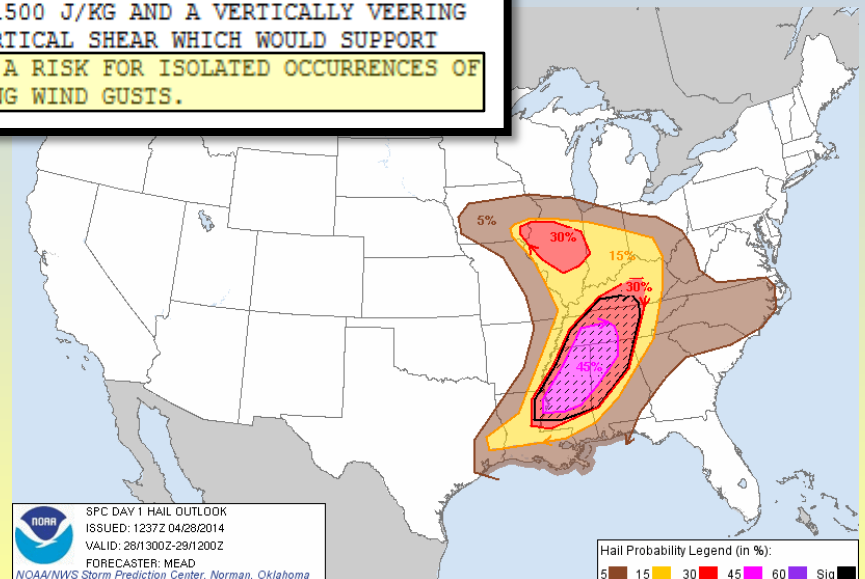 .500 J/KG AND A VERTICALLY VEERING
RTICAL SHEAR WHICH WOULD SUPPORT
A RISK FOR ISOLATED OCCURRENCES OF
NG WIND GUSTS.
5%
30%
15%
30%
45%
NOAA
SPC DAY 1 HAIL OUTLOOK
ISSUED: 1237Z 04/28/2014
VALID: 28/1300Z-29/1200Z
FORECASTER: MEAD
NOAA/NWS Storm Prediction Center, Norman, Oklahoma
Hail Probability Legend (in %):
5 15 30 45 60 Sig